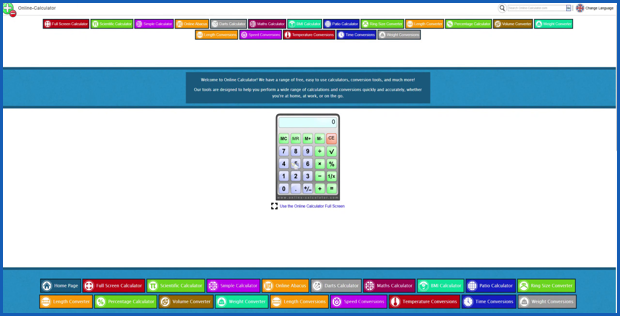 Online-Calculator
Change Language
Full Screen Calculator Scientific Calculator Simple Calculator Online Abacus Darts Calculator Maths Calculator BMI Calculator Patio Calculator Ring Size Converter Length Converter Percentage Calculator Volume Converter Weight Converter
Length Conversions Speed Conversions Temperature Conversions Time Conversions Weight Conversions
Welcome to Online Calculator! We have a range of free, easy to use calculators, conversion tools, and much more!
Our tools are designed to help you perform a wide range of calculations and conversions quickly and accurately, whether
you're at home, at work, or on the go.
0
MC MR M+ M- CE
7 8 9 ÷ √
4 6 × %
1 2 3 − 1/x
0 . +/- + =
Use the Online Calculator Full Screen
Home Page Full Screen Calculator Scientific Calculator Simple Calculator Online Abacus Darts Calculator Maths Calculator BMI Calculator Patio Calculator Ring Size Converter
Length Converter Percentage Calculator Volume Converter Weight Converter Length Conversions Speed Conversions Temperature Conversions Time Conversions Weight Conversions